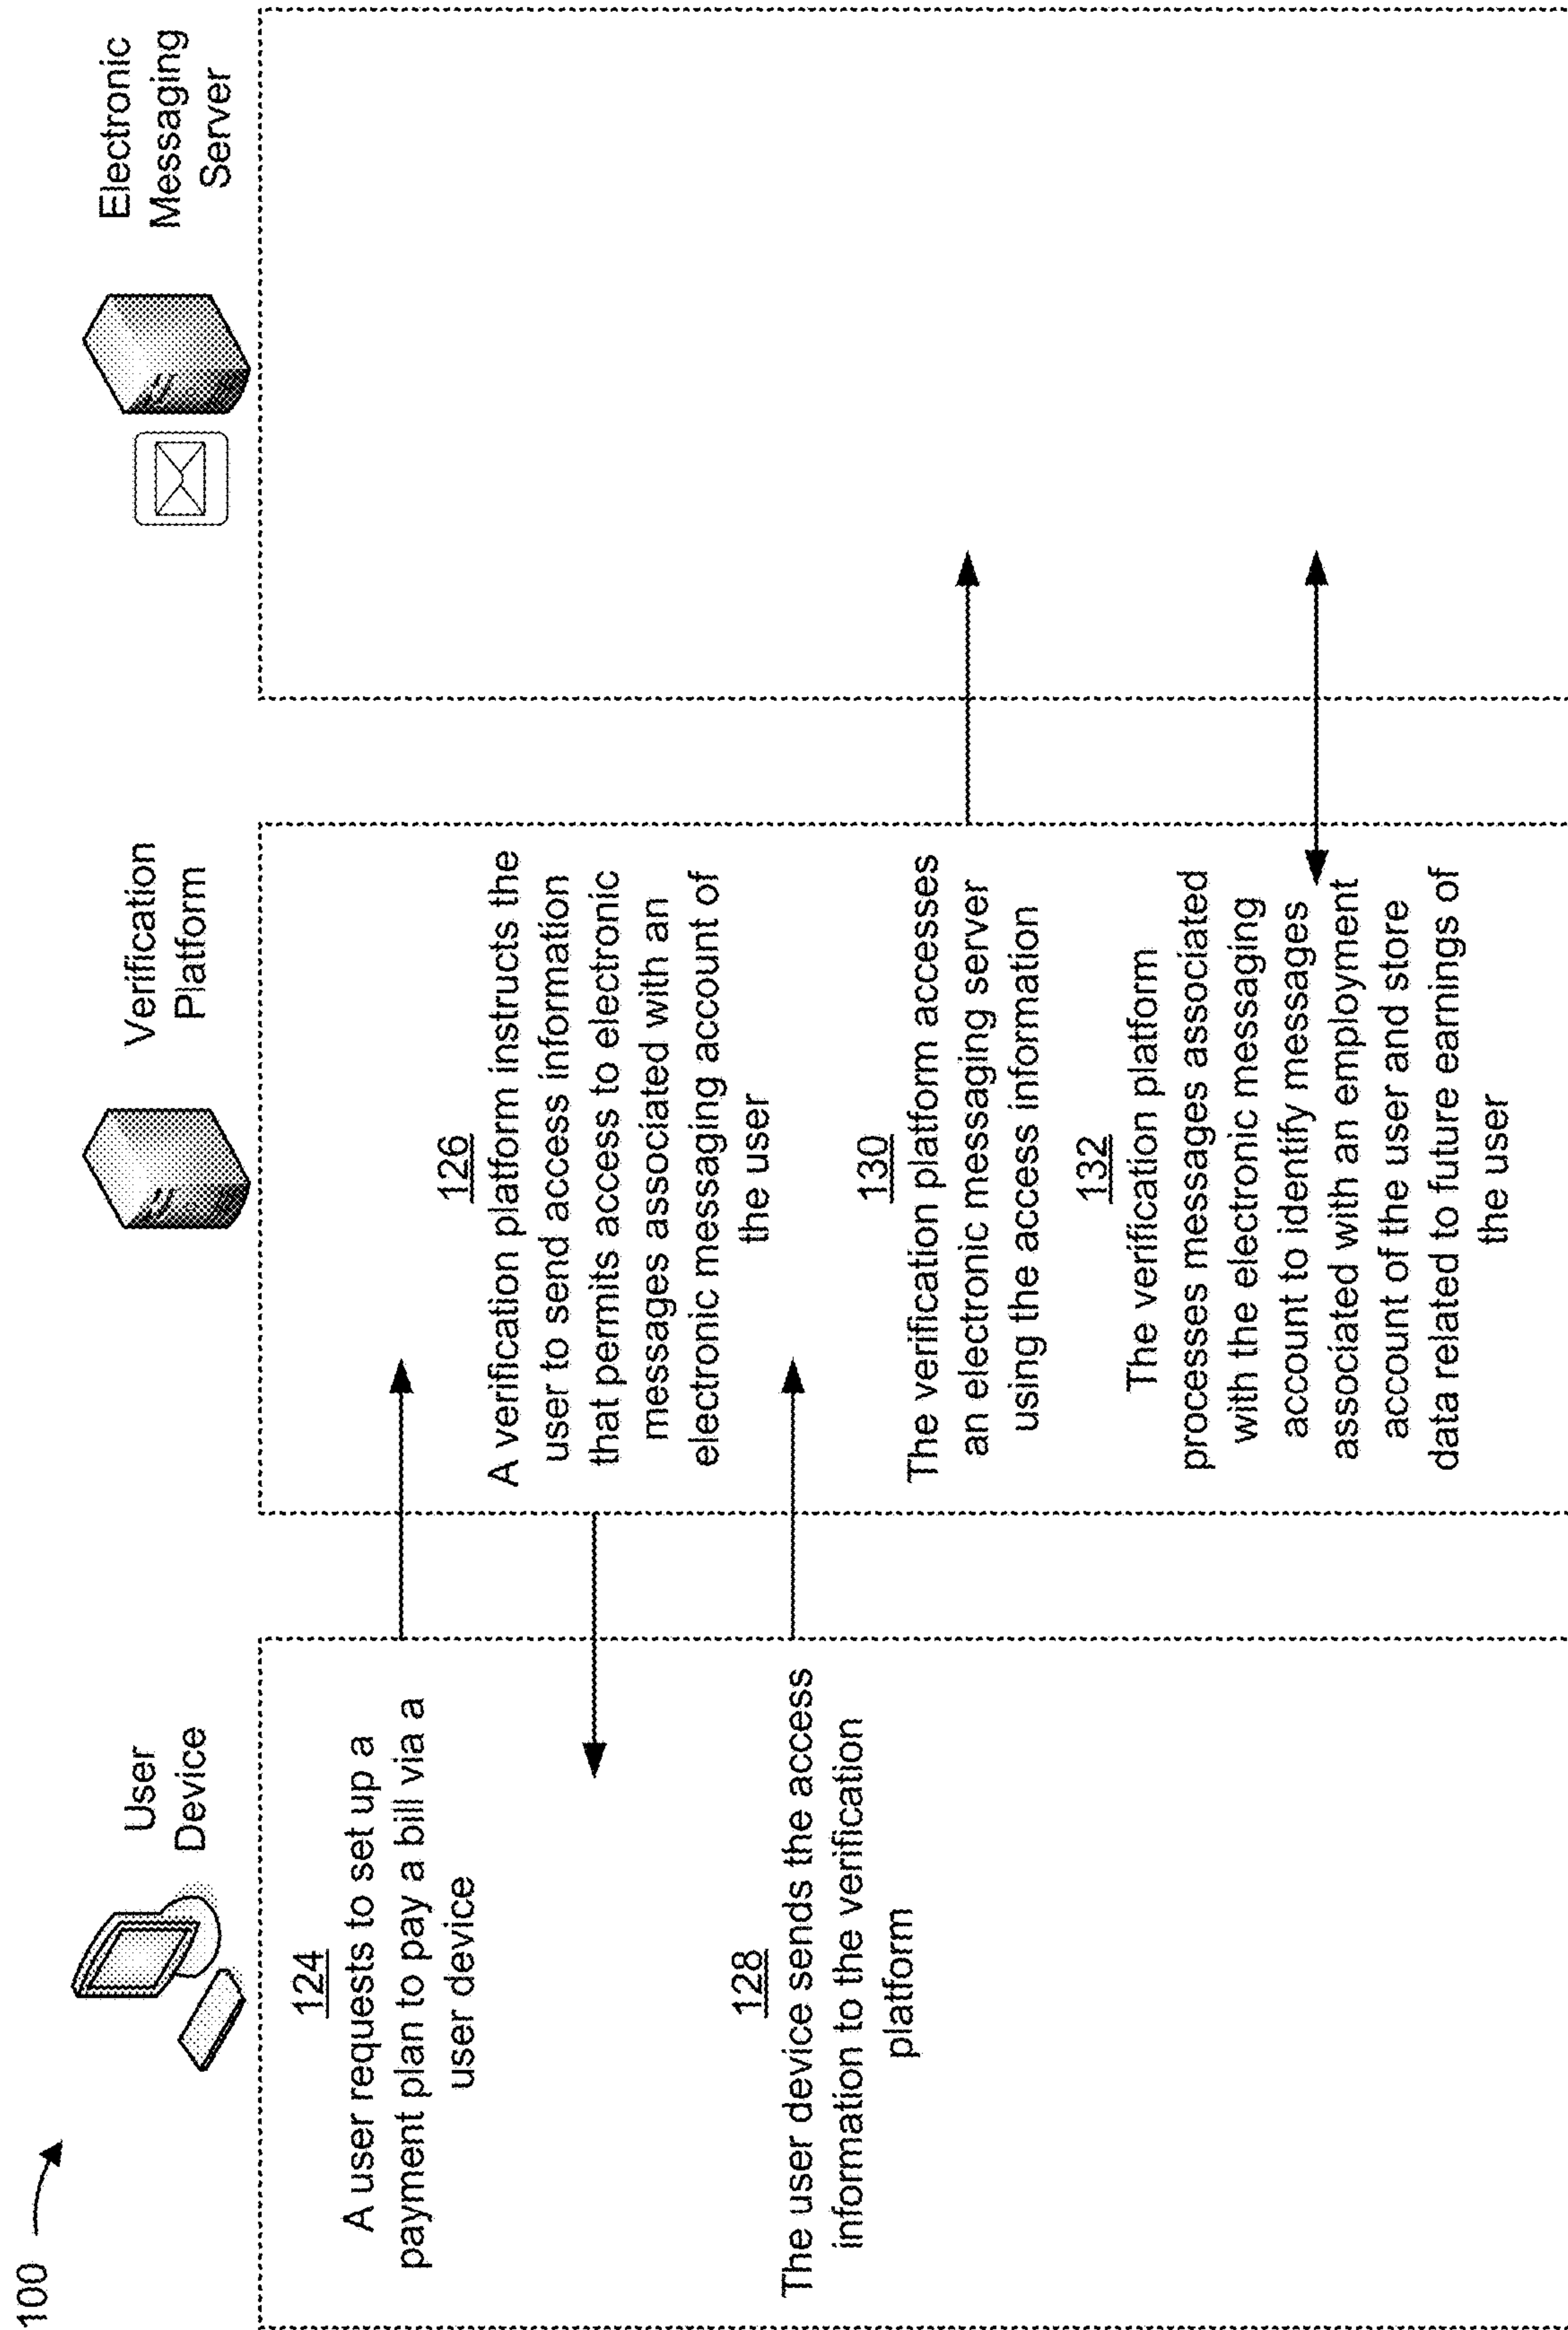 100
User
Device
Verification
Platform
Electronic
Messaging
Server
124
A user requests to set up a
payment plan to pay a bill via a
user device
126
A verification platform instructs the
user to send access information
that permits access to electronic
messages associated with an
electronic messaging account of
the user
128
The user device sends the access
information to the verification
platform
130
The verification platform accesses
an electronic messaging server
using the access information
132
The verification platform
processes messages associated
with the electronic messaging
account to identify messages
associated with an employment
account of the user and store
data related to future earnings of
the user